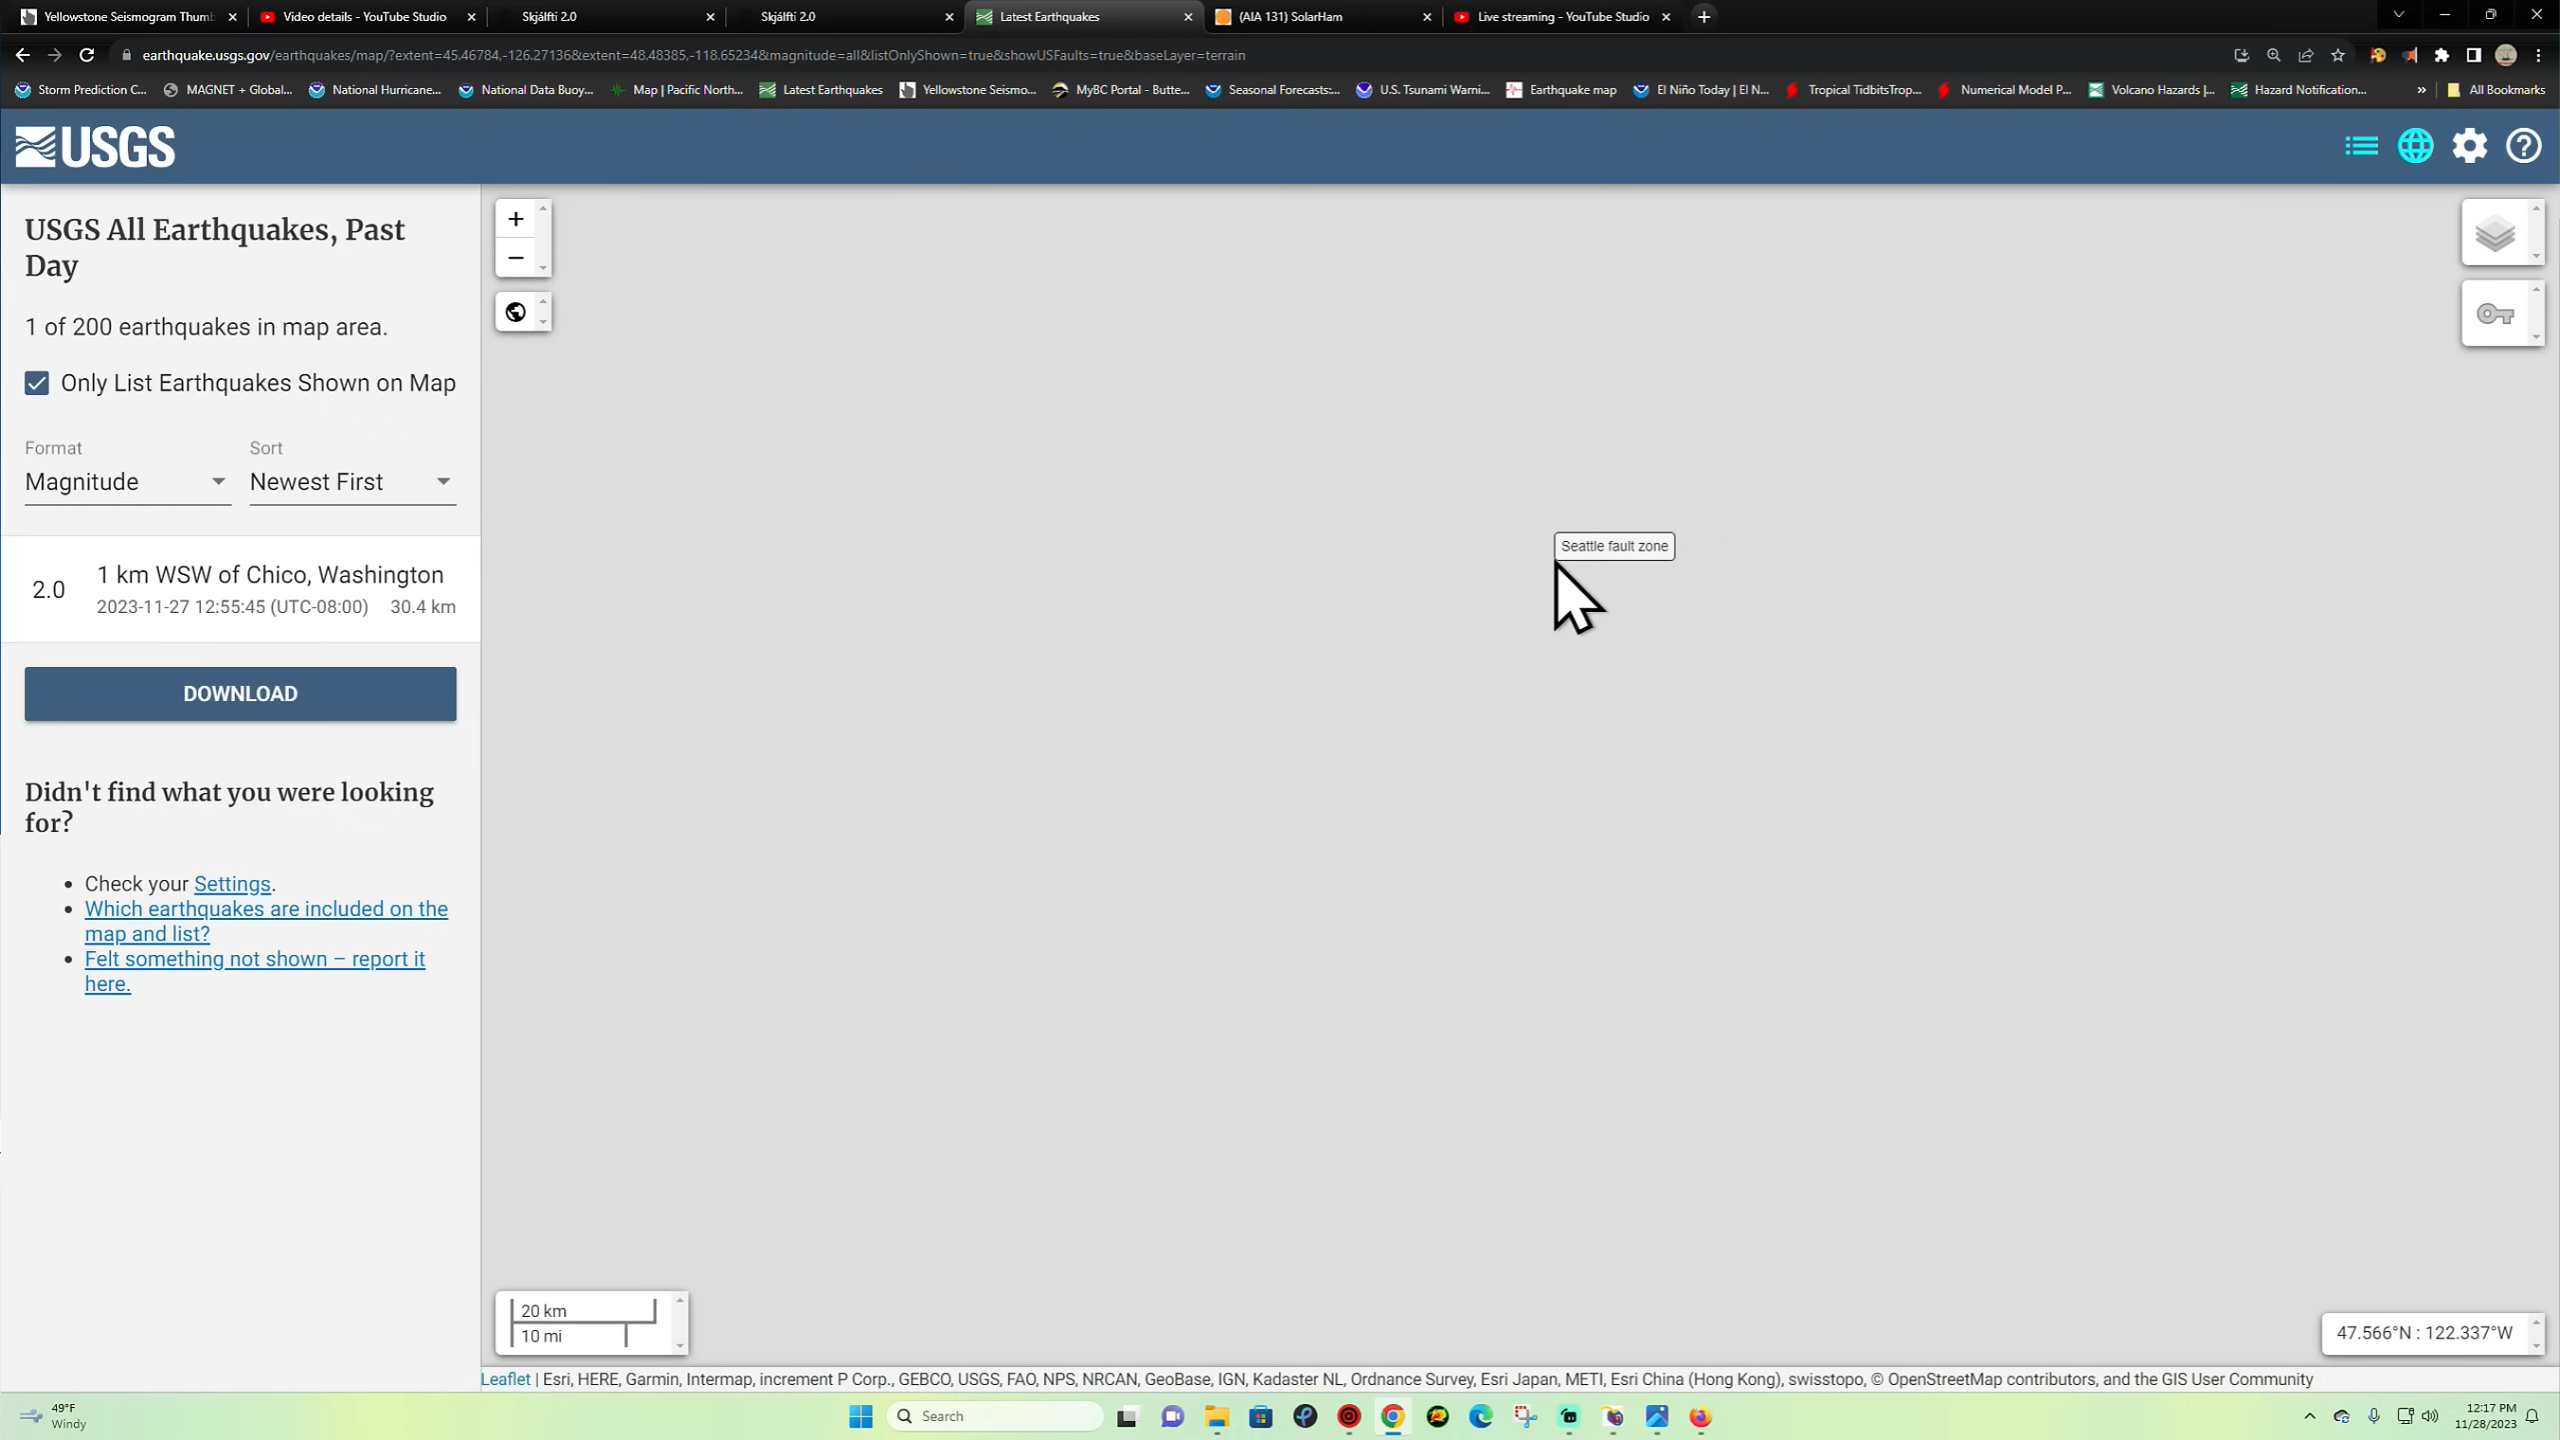 Yellowstone Seismogram Thumb
Video details - YouTube Studio
Skjálftí 2.0
Skjálftí 2.0
Latest Earthquakes
(AIA 131) SolarHam
Live streaming - YouTube Studio
earthquake.usgs.gov/earthquakes/map/?extent=45.46784,-126.27136&extent=48.48385,-118.65234&magnitude=all&listOnlyShown=true&showUSFaults=true&baseLayer=terrain
Storm Prediction C...
MAGNET + Global...
National Hurricane...
National Data Buoy...
Map | Pacific North...
Latest Earthquakes
Yellowstone Seismo...
MyBC Portal - Butte...
Seasonal Forecasts:...
U.S. Tsunami Warni...
Earthquake map
El Niño Today | El N...
Tropical TidbitsTrop...
Numerical Model P...
Volcano Hazards |...
Hazard Notification...
» All Bookmarks
USGS
USGS All Earthquakes, Past
Day
1 of 200 earthquakes in map area.
Only List Earthquakes Shown on Map
Format
Sort
Magnitude
Newest First
2.0
1 km WSW of Chico, Washington
2023-11-27 12:55:45 (UTC-08:00) 30.4 km
DOWNLOAD
Didn't find what you were looking
for?
• Check your Settings.
• Which earthquakes are included on the
map and list?
• Felt something not shown – report it
here.
Seattle fault zone
20 km
10 mi
47.566°N : 122.337°W
Leaflet | Esri, HERE, Garmin, Intermap, increment P Corp., GEBCO, USGS, FAO, NPS, NRCAN, GeoBase, IGN, Kadaster NL, Ordnance Survey, Esri Japan, METI, Esri China (Hong Kong), swisstopo, © OpenStreetMap contributors, and the GIS User Community
49°F
Windy
Search
12:17 PM
11/28/2023